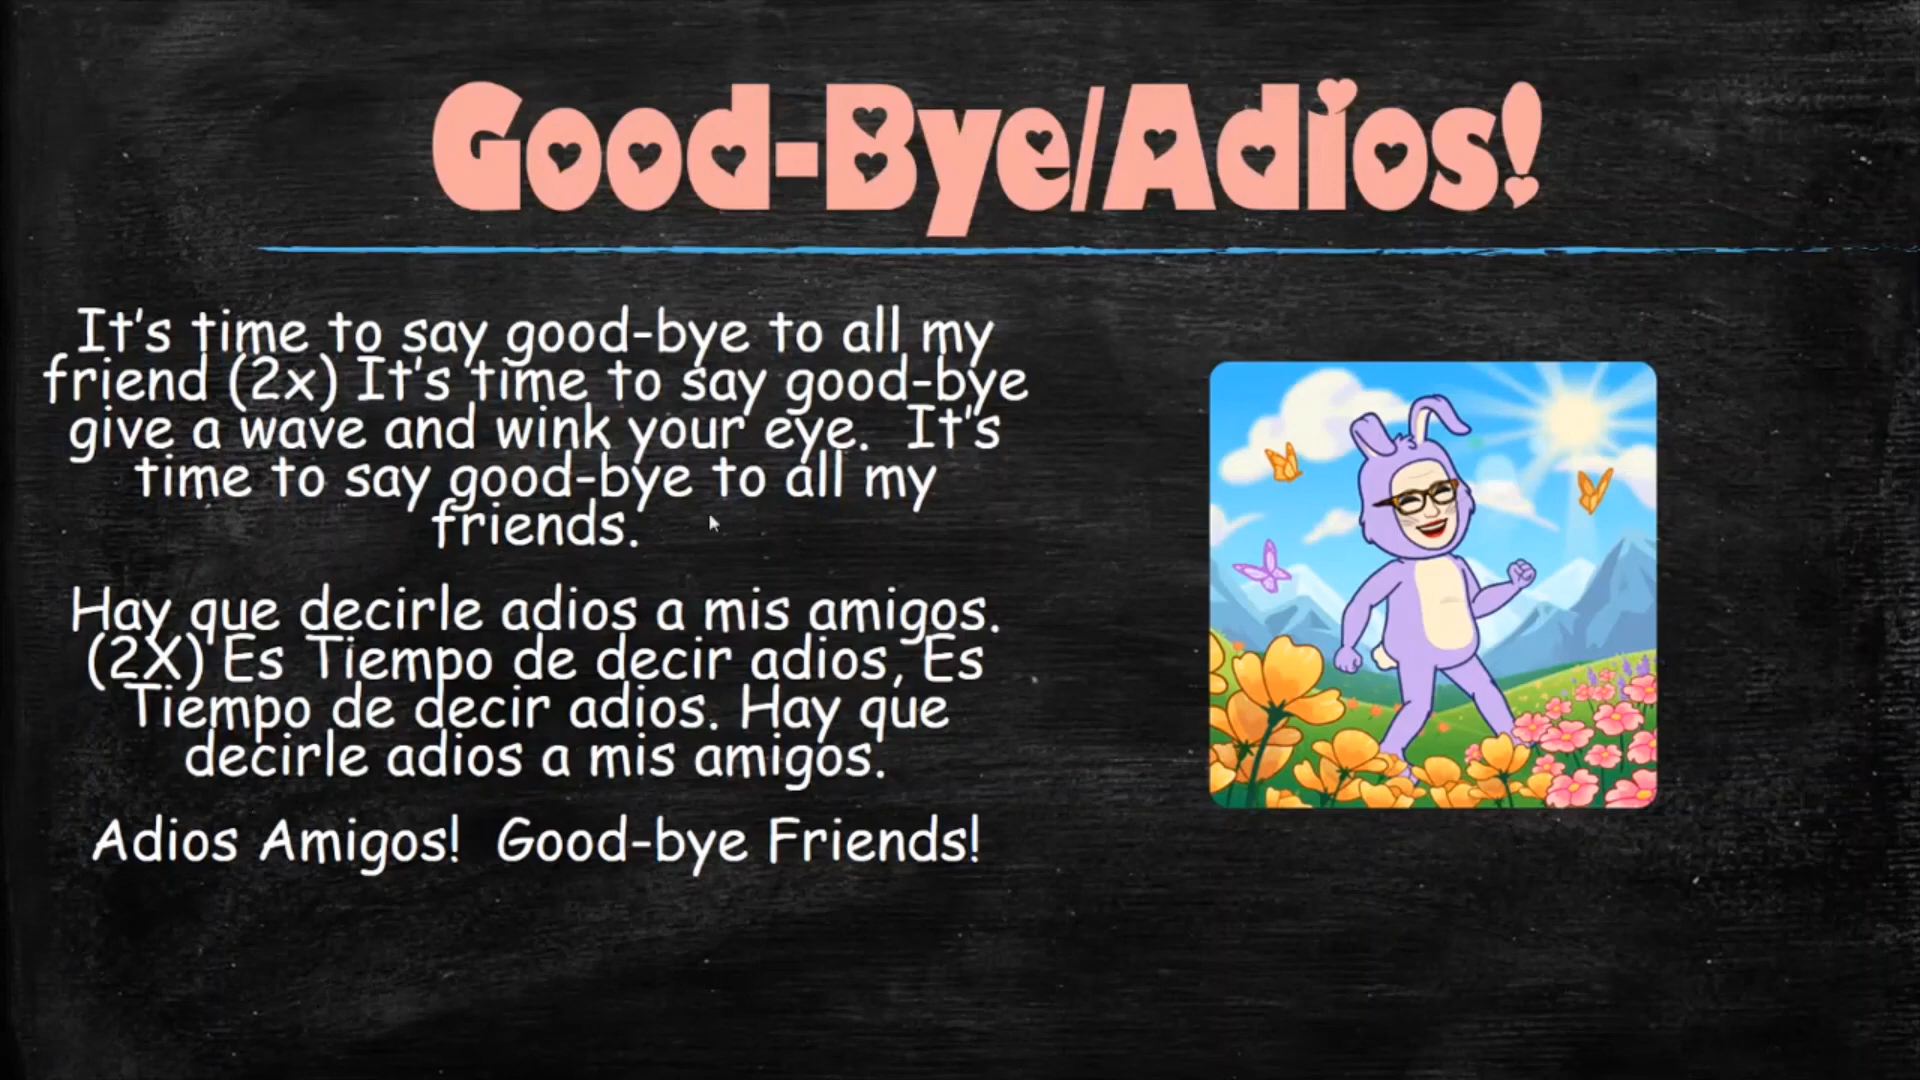 Good-Bye/Adios!
It's time to say good-bye to all my
friend (2x) It's time to say good-bye
give a wave and wink your eye.  It's
time to say good-bye to all my
friends.
Hay que decirle adios a mis amigos.
(2X) Es Tiempo de decir adios, Es
Tiempo de decir adios. Hay que
decirle adios a mis amigos.
Adios Amigos!  Good-bye Friends!